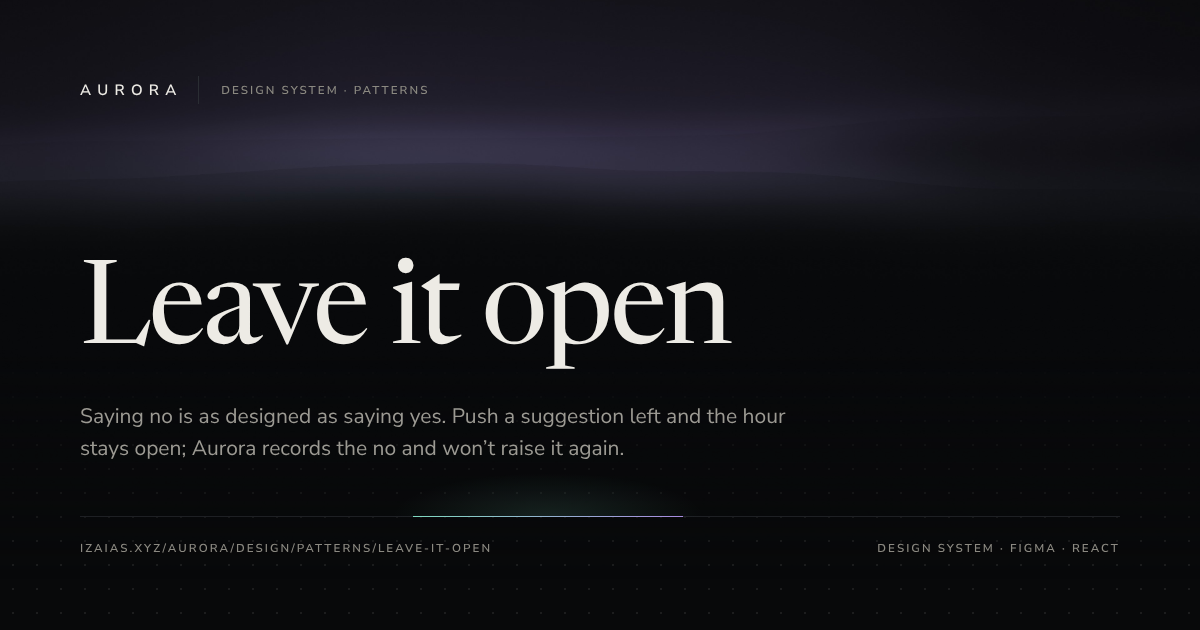 AURORA
DESIGN SYSTEM · PATTERNS
Leave it open
Saying no is as designed as saying yes. Push a suggestion left and the hour
stays open; Aurora records the no and won’t raise it again.
IZAIAS.XYZ/AURORA/DESIGN/PATTERNS/LEAVE-IT-OPEN
DESIGN SYSTEM · FIGMA · REACT